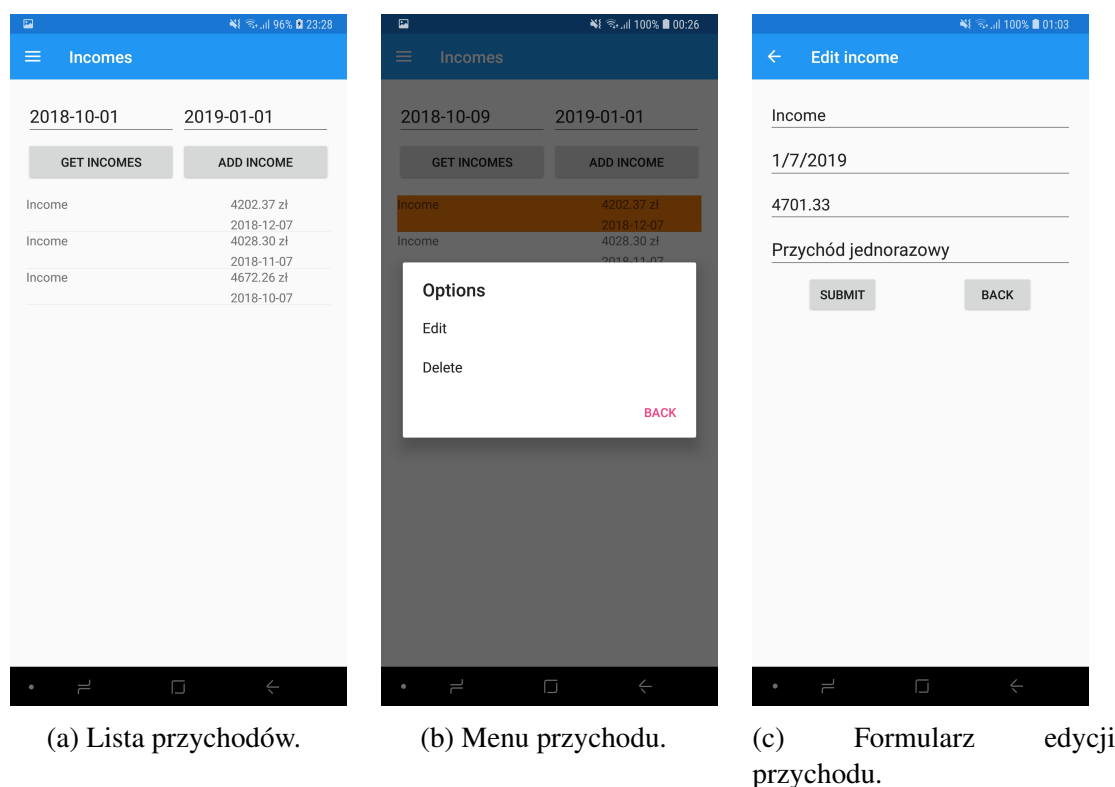 96% 23:28
Incomes
2018-10-01 2019-01-01
GET INCOMES ADD INCOME
Income 4202.37 zł
2018-12-07
Income 4028.30 zł
2018-11-07
Income 4672.26 zł
2018-10-07
(a) Lista przychodów.
100% 00:26
Incomes
2018-10-09 2019-01-01
GET INCOMES ADD INCOME
Income 4202.37 zł
2018-12-07
Income 4028.30 zł
2018-11-07
Options
Edit
Delete
BACK
(b) Menu przychodu.
100% 01:03
Edit income
Income
1/7/2019
4701.33
Przychód jednorazowy
SUBMIT BACK
(c) Formularz edycji
przychodu.